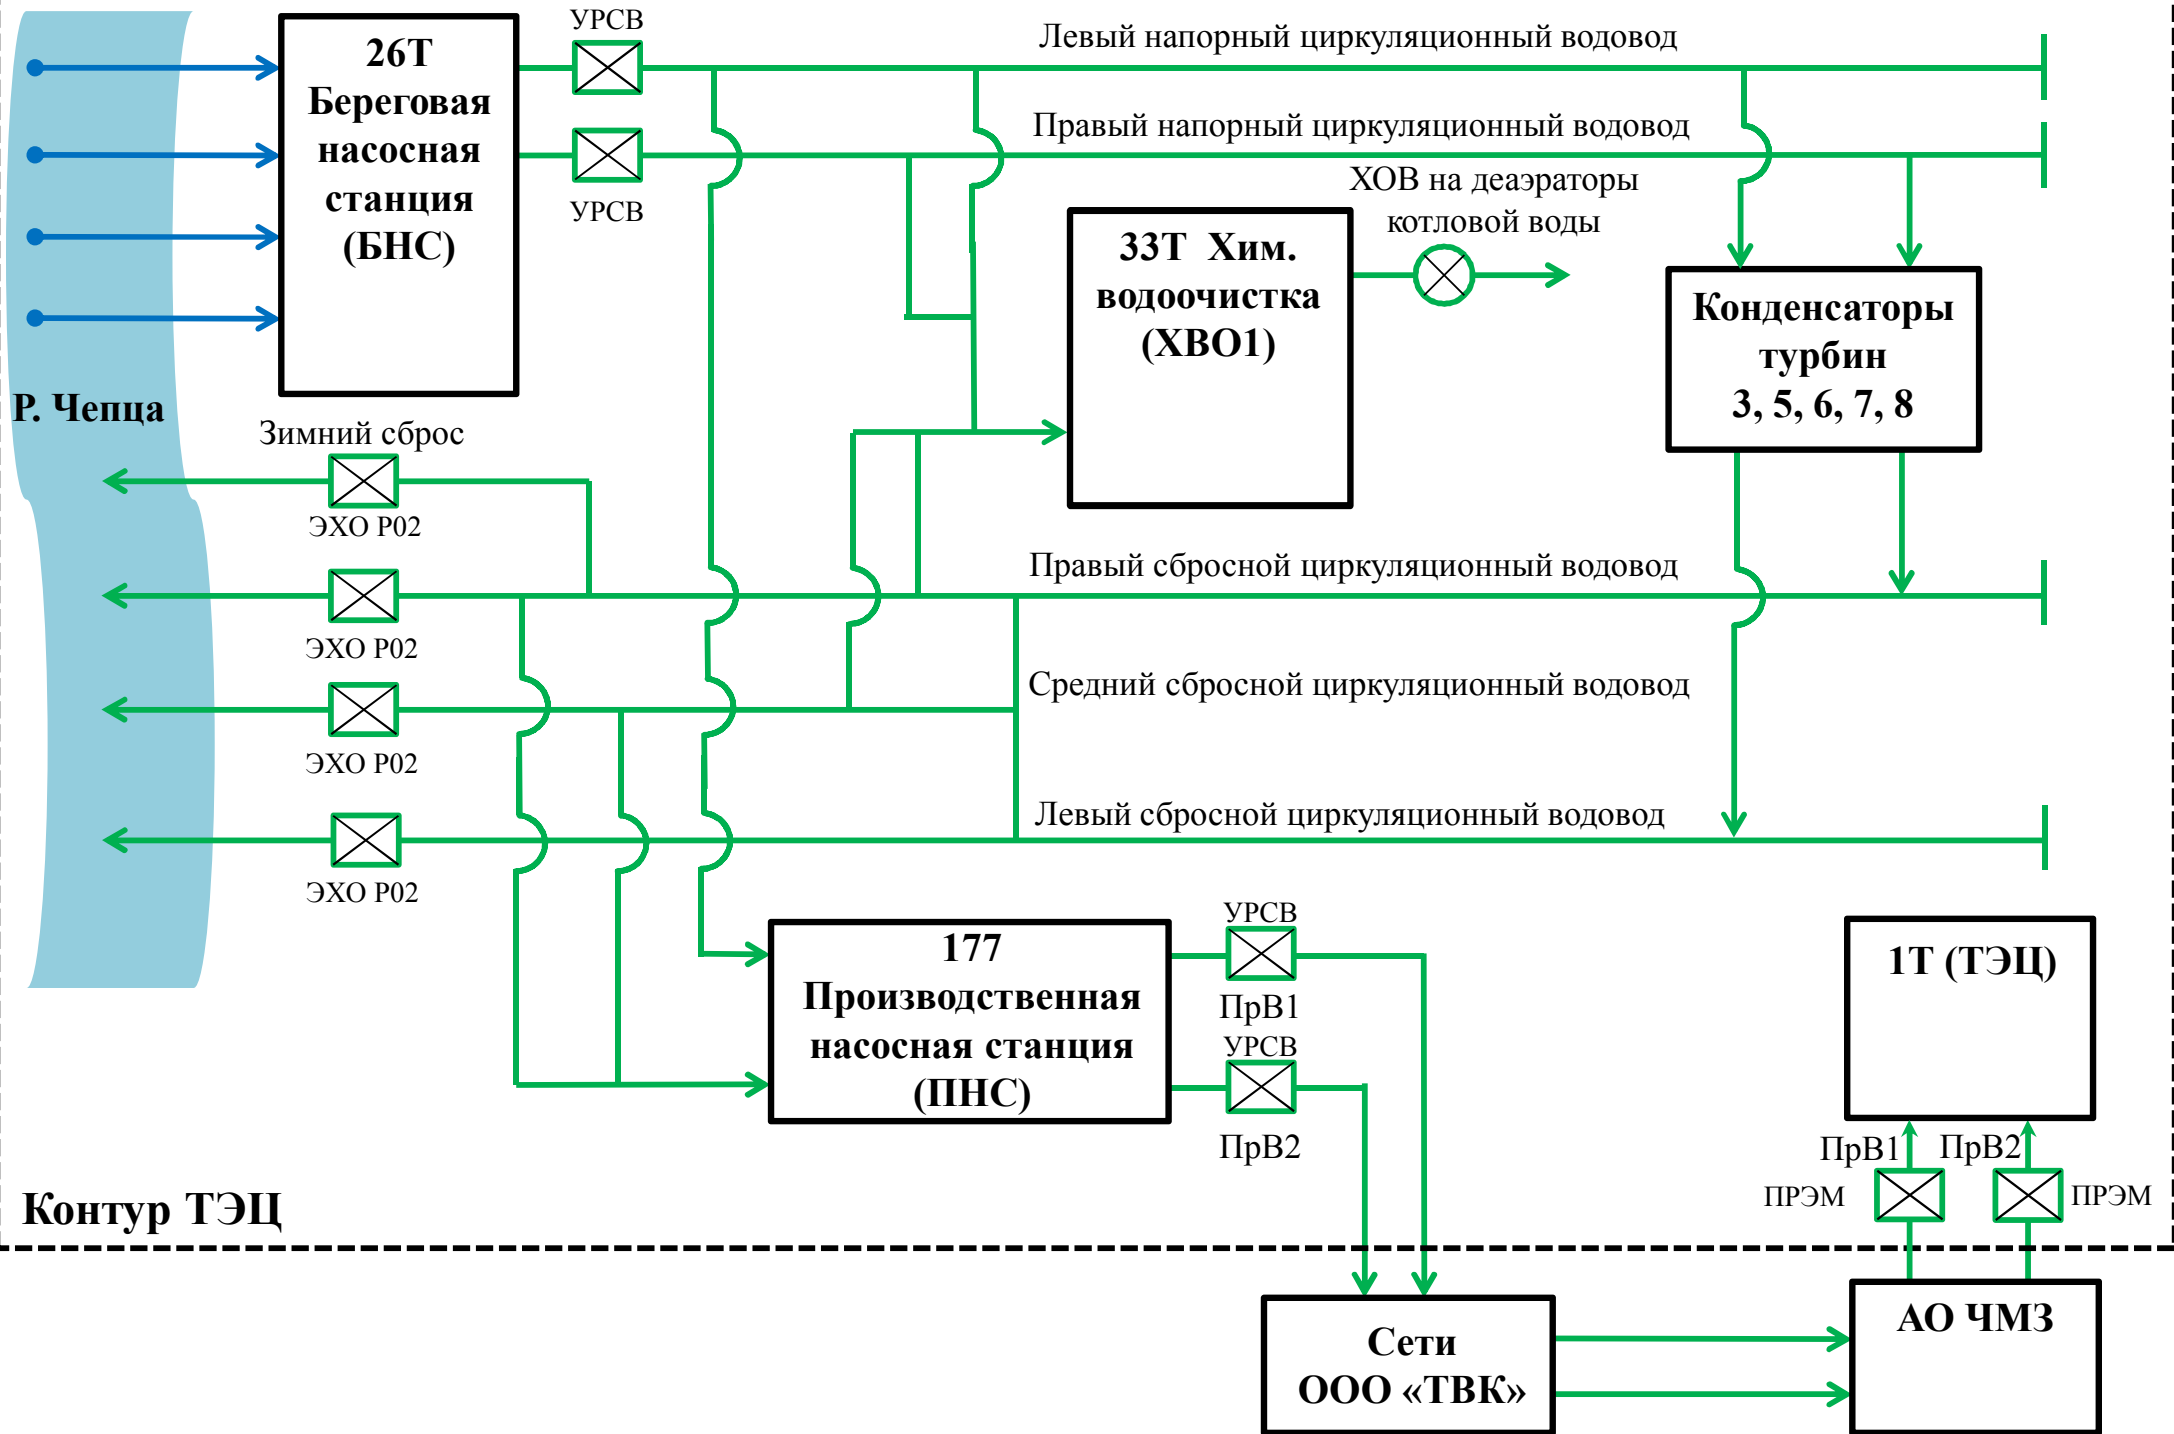 УРСВ
26Т
Береговая
насосная
станция
(БНС)
Левый напорный циркуляционный водовод
Правый напорный циркуляционный водовод
УРСВ
ХОВ на деаэраторы
котловой воды
33Т Хим.
водоочистка
(ХВО1)
Конденсаторы
турбин
3, 5, 6, 7, 8
Р. Чепца
Зимний сброс
ЭХО Р02
Правый сбросной циркуляционный водовод
ЭХО Р02
Средний сбросной циркуляционный водовод
ЭХО Р02
Левый сбросной циркуляционный водовод
ЭХО Р02
177
Производственная
насосная станция
(ПНС)
УРСВ
ПрВ1
УРСВ
ПрВ2
1Т (ТЭЦ)
ПрВ1
ПрВ2
ПРЭМ
ПРЭМ
Контур ТЭЦ
Сети
ООО «ТВК»
АО ЧМЗ